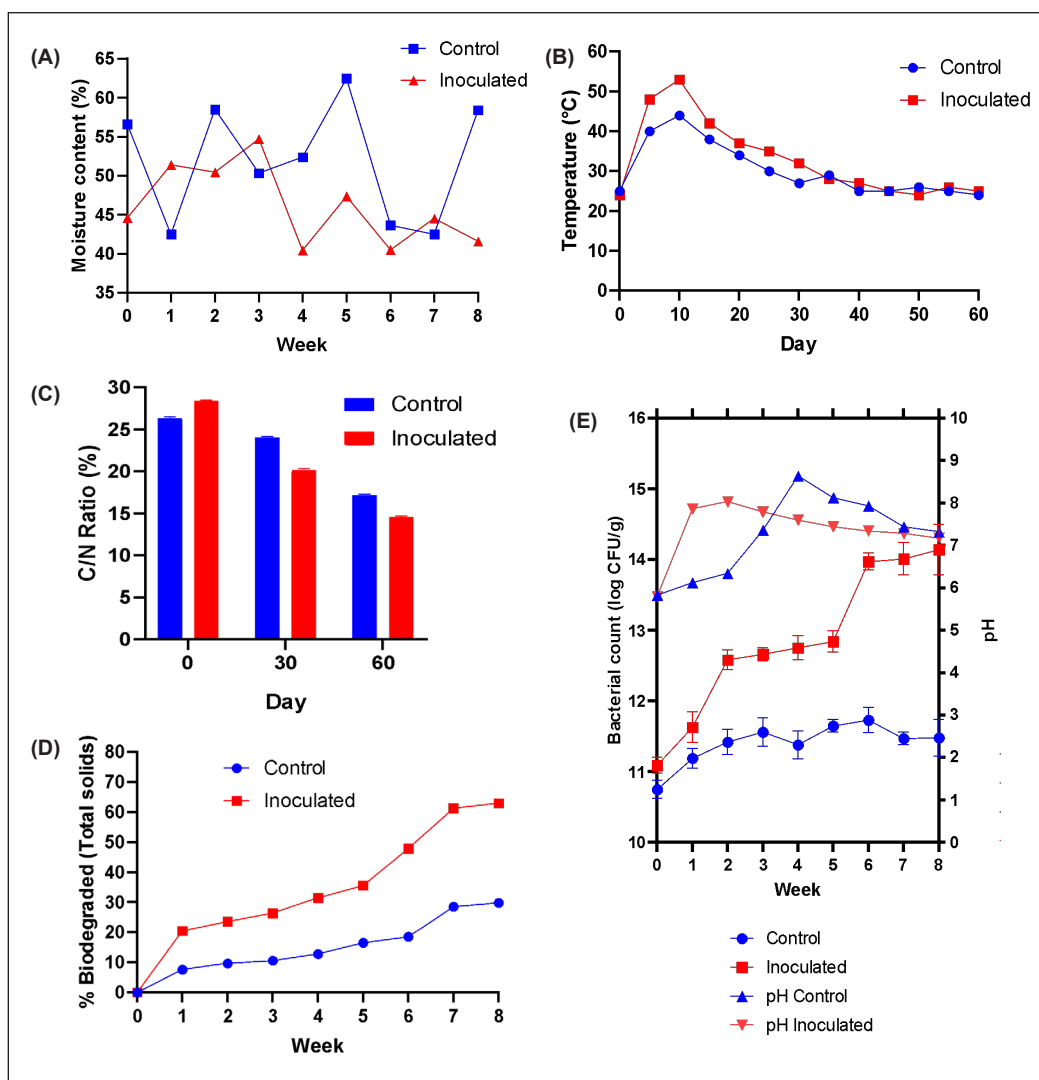 (A)
Control
Inoculated
Moisture content (%)
65
60
55
50
45
40
35
0 1 2 3 4 5 6 7 8
Week
(B)
Control
Inoculated
Temperature (°C)
60
50
40
30
20
10
0
0 10 20 30 40 50 60
Day
(C)
Control
Inoculated
C/N Ratio (%)
30
25
20
15
10
5
0
0 30 60
Day
(D)
Control
Inoculated
% Biodegraded (Total solids)
80
70
60
50
40
30
20
10
0
0 1 2 3 4 5 6 7 8
Week
(E)
Bacterial count (log CFU/g)
16
15
14
13
12
11
10
10
9
8
7
6
5
4
3
2
1
0
pH
0 1 2 3 4 5 6 7 8
Week
Control
Inoculated
pH Control
pH Inoculated